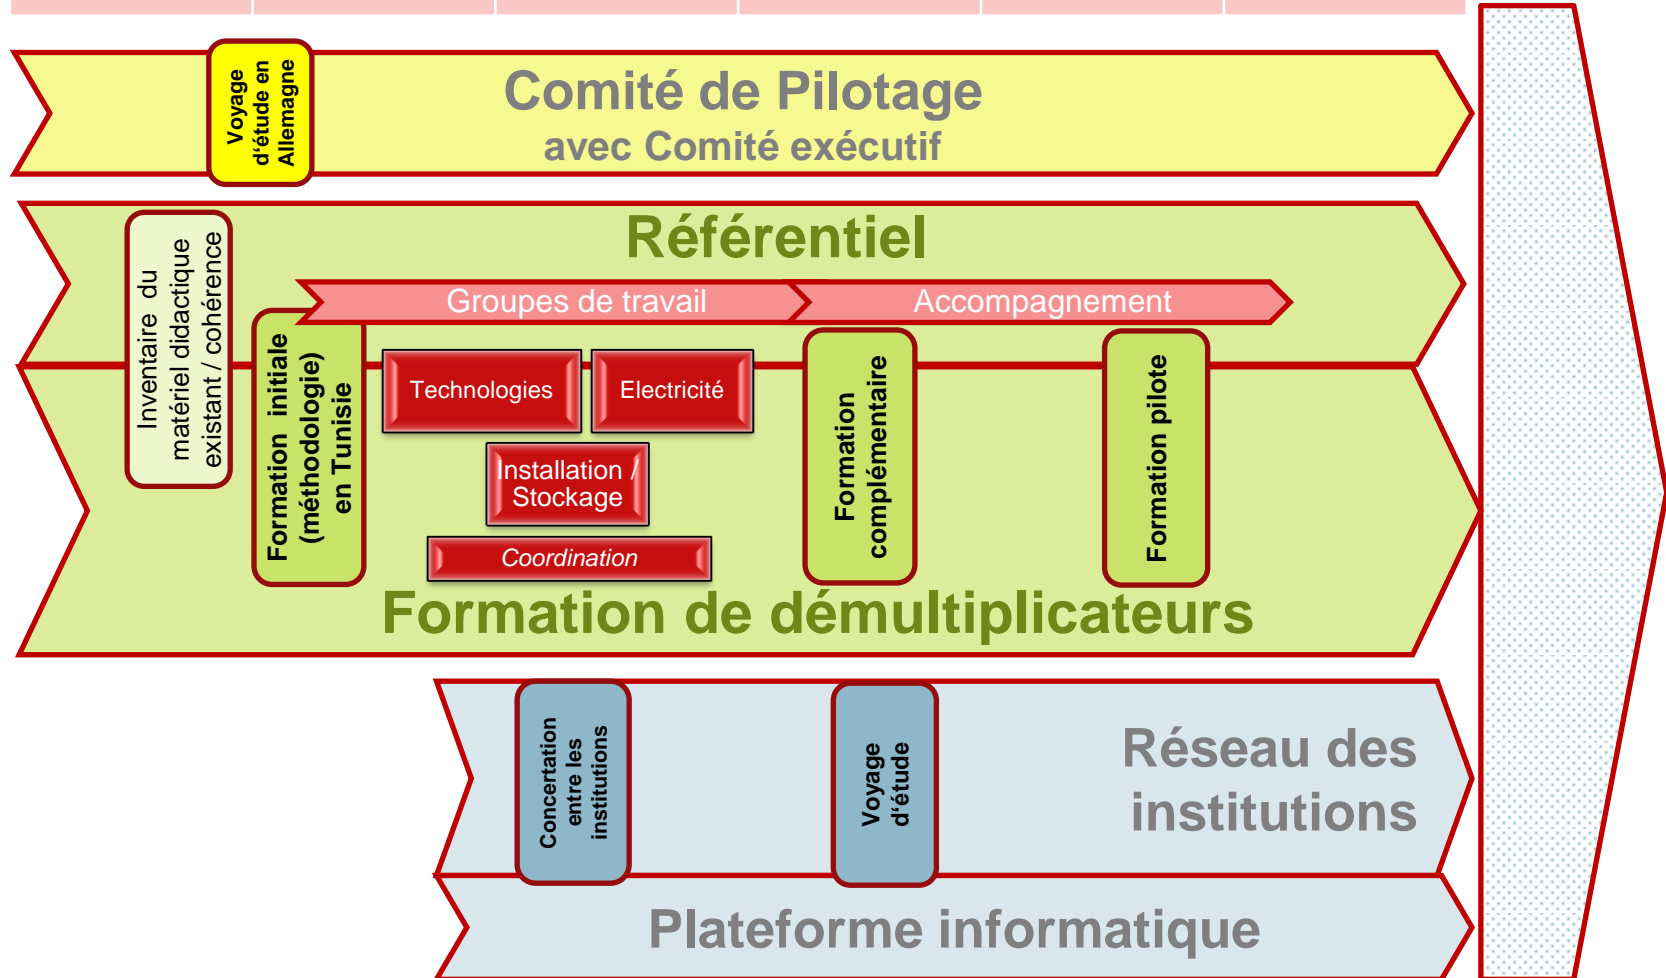 Voyage
d‘étude en
Allemagne
Comité de Pilotage
avec Comité exécutif
Référentiel
Inventaire du
matériel didactique
existant / cohérence
Groupes de travail
Accompagnement
Formation initiale
(méthodologie)
en Tunisie
Technologies
Electricité
Installation /
Stockage
Coordination
Formation
complémentaire
Formation pilote
Formation de démultiplicateurs
Concertation
entre les
institutions
Voyage
d‘étude
Réseau des
institutions
Plateforme informatique